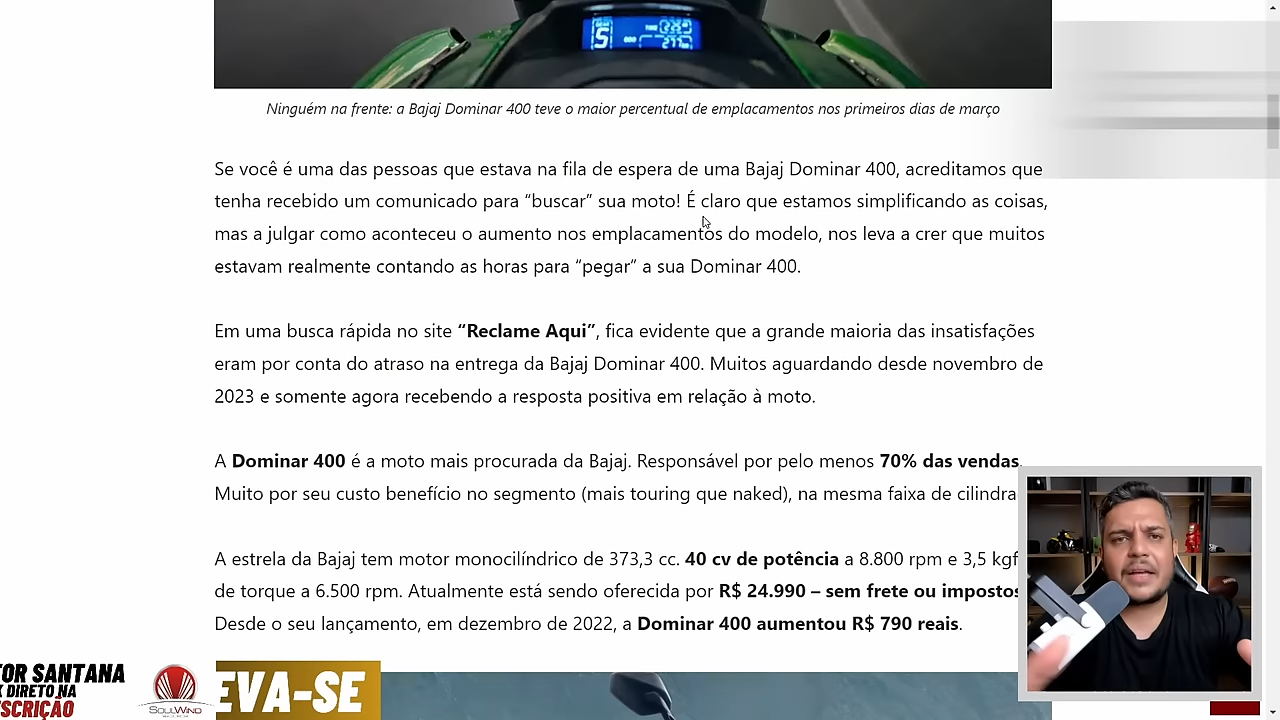 Ninguém na frente: a Bajaj Dominar 400 teve o maior percentual de emplacamentos nos primeiros dias de março
Se você é uma das pessoas que estava na fila de espera de uma Bajaj Dominar 400, acreditamos que
tenha recebido um comunicado para “buscar” sua moto! É claro que estamos simplificando as coisas,
mas a julgar como aconteceu o aumento nos emplacamentos do modelo, nos leva a crer que muitos
estavam realmente contando as horas para “pegar” a sua Dominar 400.
Em uma busca rápida no site “Reclame Aqui”, fica evidente que a grande maioria das insatisfações
eram por conta do atraso na entrega da Bajaj Dominar 400. Muitos aguardando desde novembro de
2023 e somente agora recebendo a resposta positiva em relação à moto.
A Dominar 400 é a moto mais procurada da Bajaj. Responsável por pelo menos 70% das vendas.
Muito por seu custo benefício no segmento (mais touring que naked), na mesma faixa de cilindra
A estrela da Bajaj tem motor monocilíndrico de 373,3 cc. 40 cv de potência a 8.800 rpm e 3,5 kgf
de torque a 6.500 rpm. Atualmente está sendo oferecida por R$ 24.990 – sem frete ou impostos
Desde o seu lançamento, em dezembro de 2022, a Dominar 400 aumentou R$ 790 reais.
TOR SANTANA
K DIRETO NA
SCRIÇÃO
SOULWIND
EVA-SE